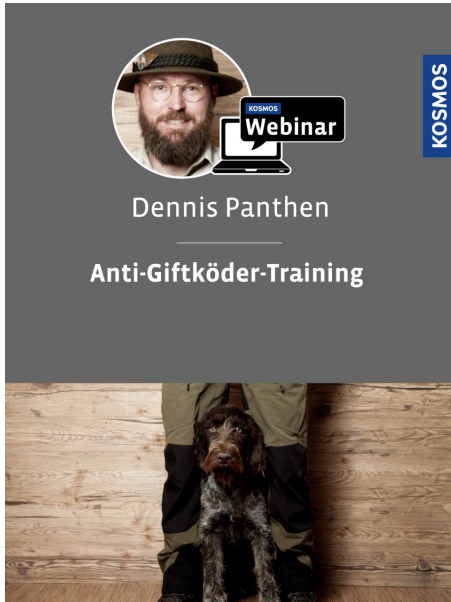 KOSMOS
Webinar
KOSMOS
Dennis Panthen
Anti-Giftköder-Training